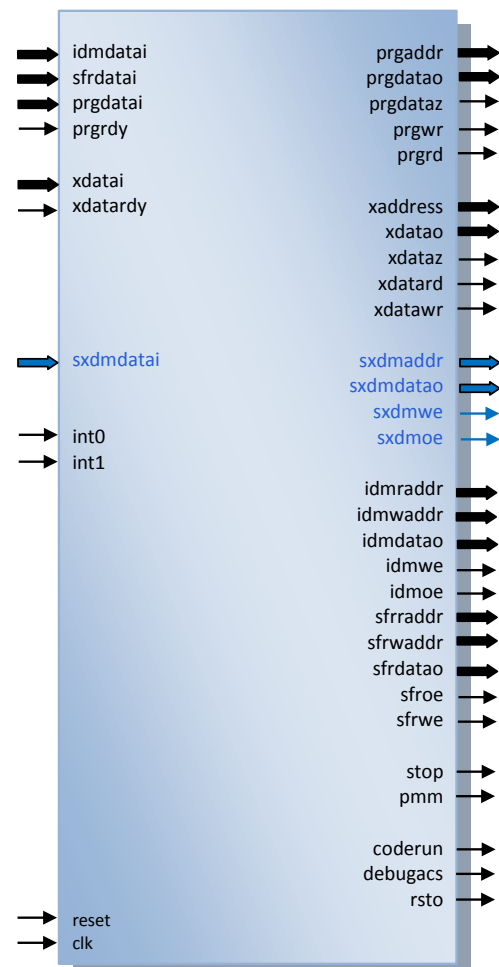 idmdatai
sfrdatai
prgdatai
prgrdy
xdatai
xdatardy
sxdmdatai
int0
int1
reset
clk
prgaddr
prgdatao
prgdataz
prgwr
prgrd
xaddress
xdatao
xdataz
xdatard
xdatawr
sxdmaddr
sxdmdatao
sxdmwe
sxdmoe
idmraddr
idmwaddr
idmdatao
idmwe
idmoe
sfrraddr
sfrwaddr
sfrdatao
sfroe
sfrwe
stop
pmm
coderun
debugacs
rsto